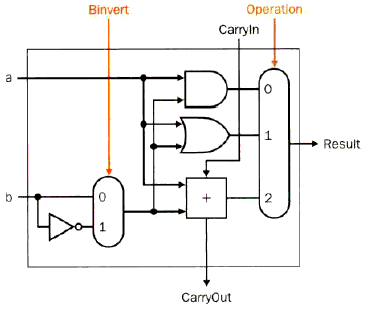 Binvert
Operation
CarryIn
a
0
1
Result
b
0
1
+
2
CarryOut